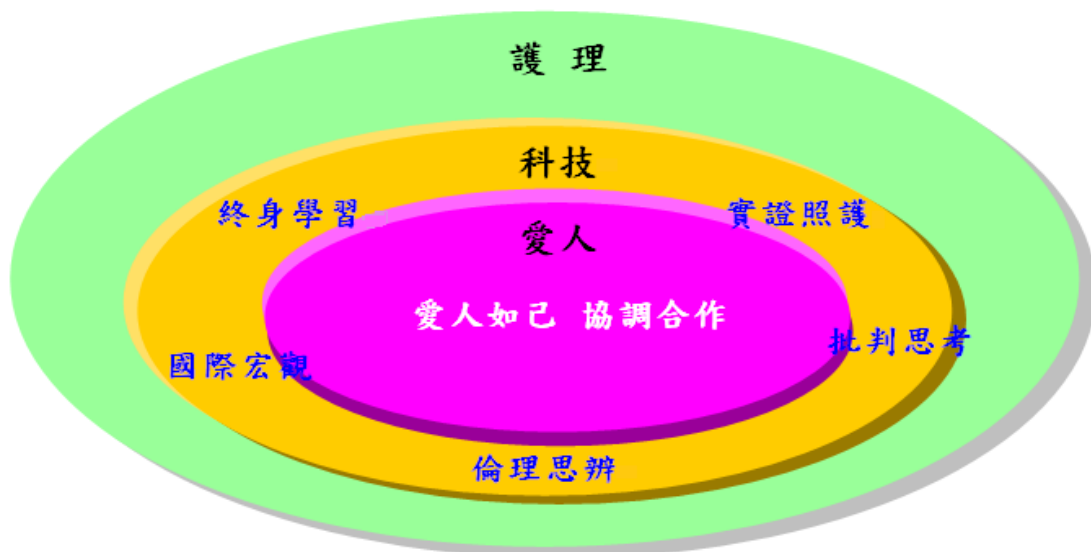 護 理
科技
終身學習
實證照護
愛人
愛人如己 協調合作
批判思考
國際宏觀
倫理思辨